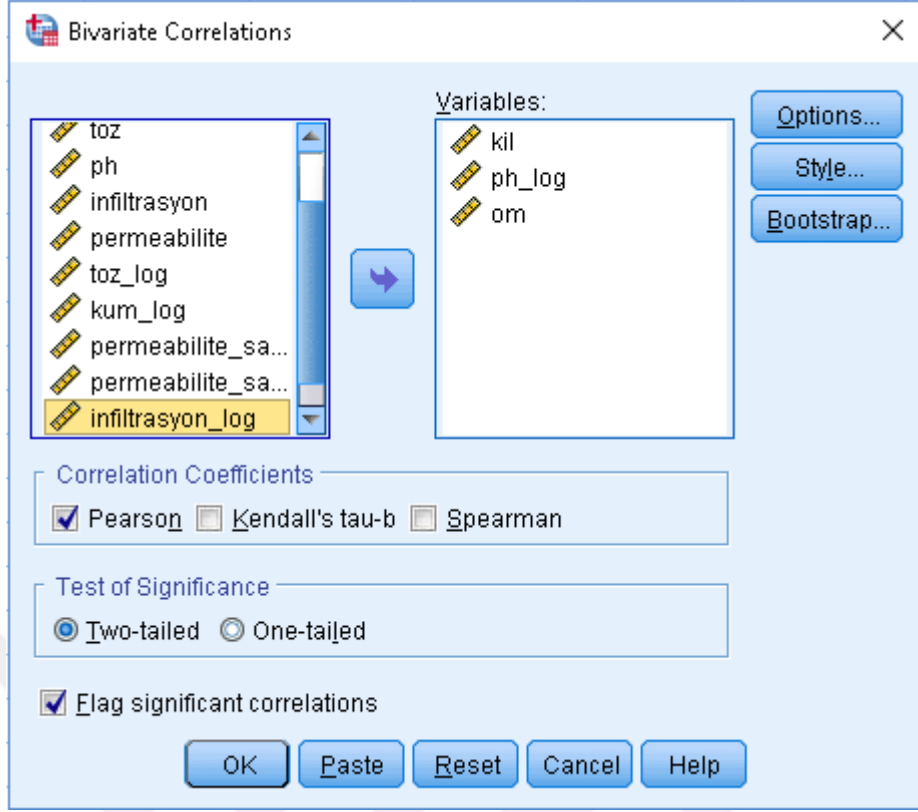 Bivariate Correlations
toz
ph
infiltrasyon
permeabilite
toz_log
kum_log
permeabilite_sa...
permeabilite_sa...
infiltrasyon_log
Variables:
kil
ph_log
om
Options...
Style...
Bootstrap...
Correlation Coefficients
Pearson Kendall's tau-b Spearman
Test of Significance
Two-tailed One-tailed
Flag significant correlations
OK Paste Reset Cancel Help